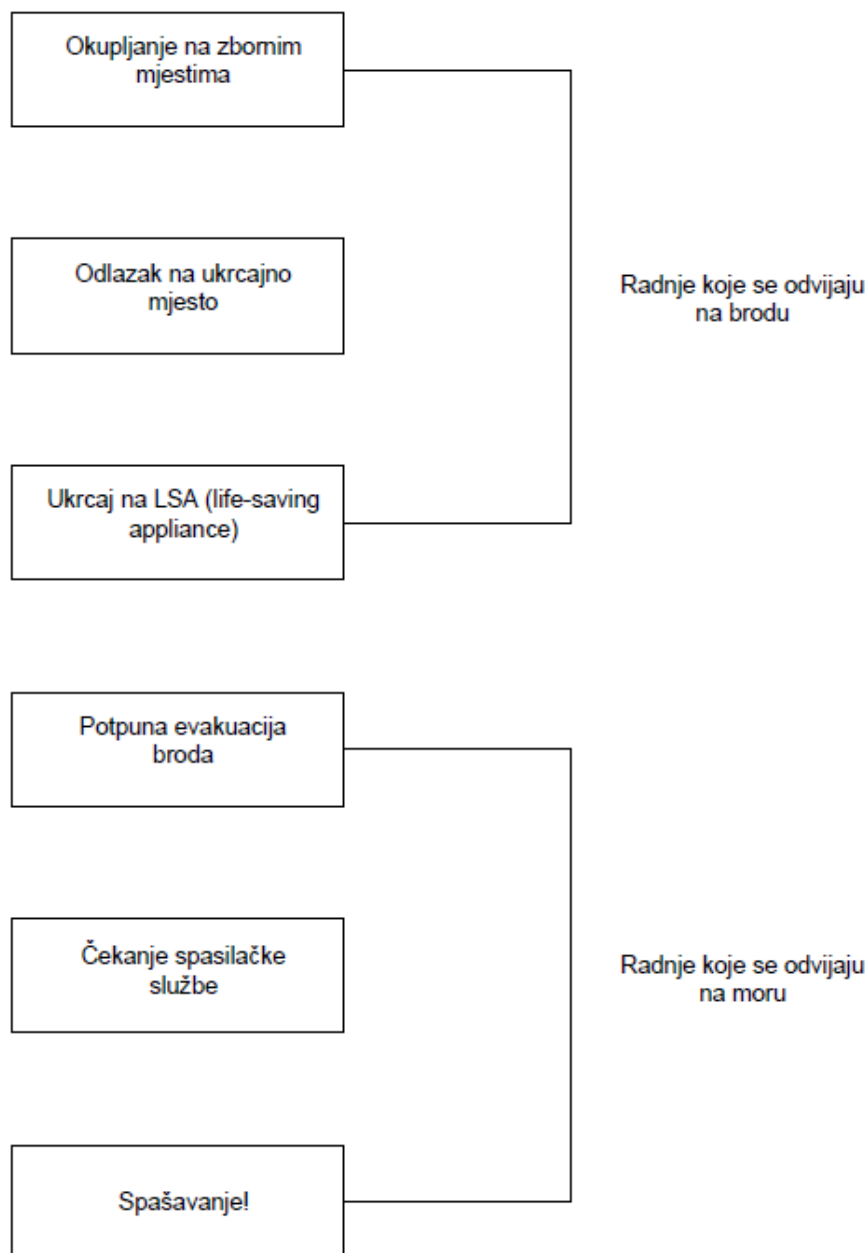 Okupljanje na zbornim
mjestima
Odlazak na ukrcajno
mjesto
Radnje koje se odvijaju
na brodu
Ukrcaj na LSA (life-saving
appliance)
Potpuna evakuacija
broda
Čekanje spasilačke
službe
Radnje koje se odvijaju
na moru
Spašavanje!